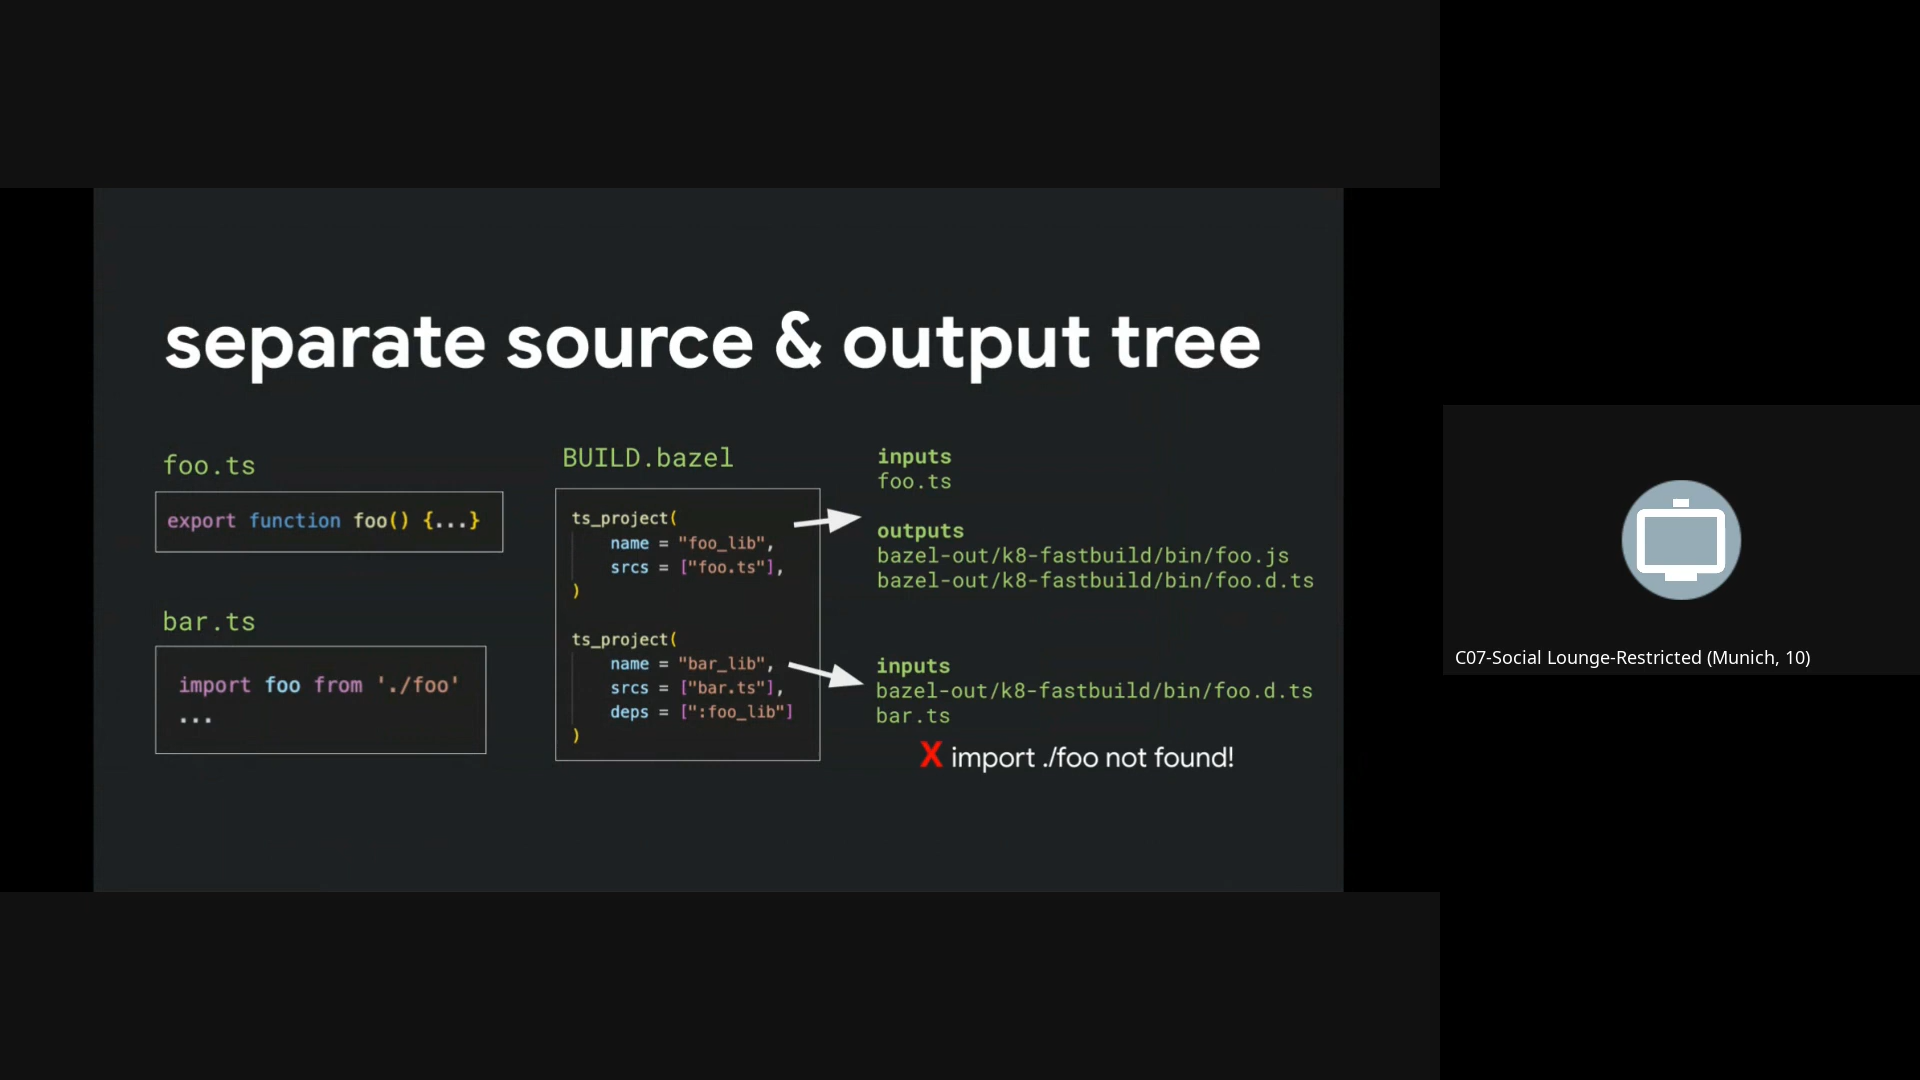 separate source & output tree
foo.ts
export function foo() {...}
bar.ts
import foo from './foo'
...
BUILD.bazel
ts_project(
name = "foo_lib",
srcs = ["foo.ts"],
)
ts_project(
name = "bar_lib",
srcs = ["bar.ts"],
deps = [":foo_lib"]
)
inputs
foo.ts
outputs
bazel-out/k8-fastbuild/bin/foo.js
bazel-out/k8-fastbuild/bin/foo.d.ts
inputs
bazel-out/k8-fastbuild/bin/foo.d.ts
bar.ts
X import ./foo not found!
C07-Social Lounge-Restricted (Munich, 10)